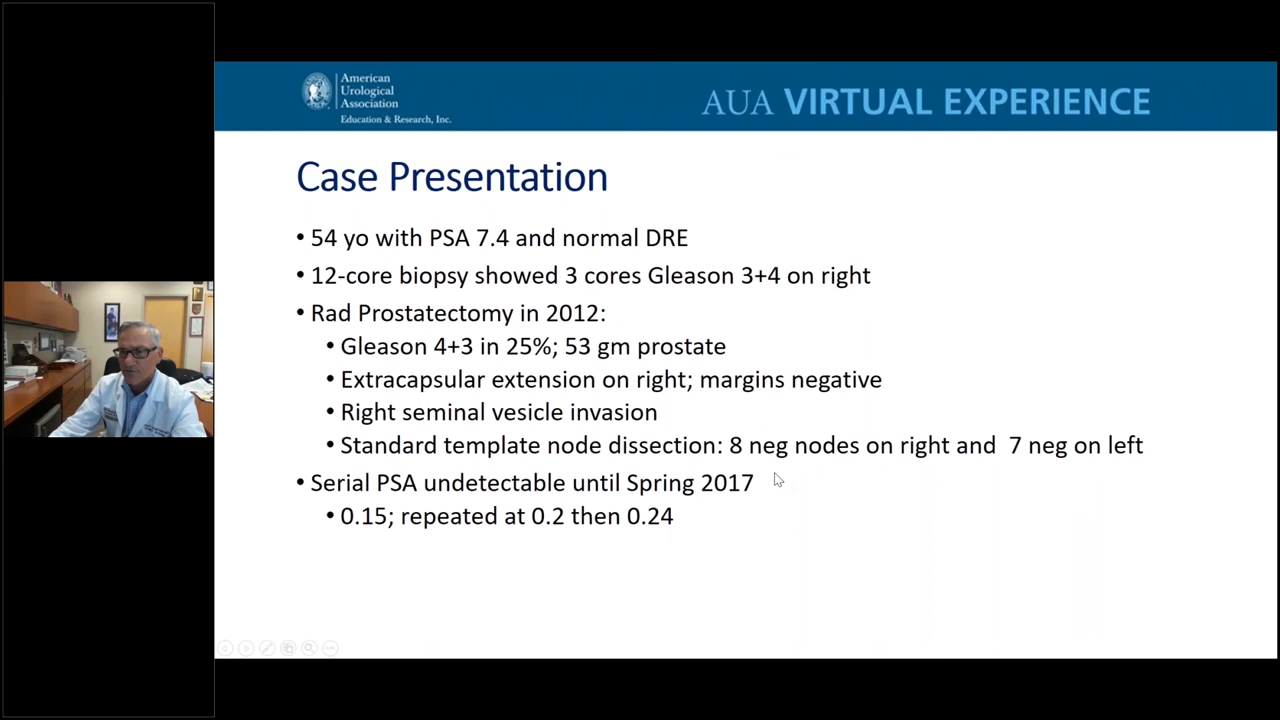 American
Urological
Association
Education & Research, Inc.
AUA VIRTUAL EXPERIENCE
Case Presentation
• 54 yo with PSA 7.4 and normal DRE
• 12-core biopsy showed 3 cores Gleason 3+4 on right
• Rad Prostatectomy in 2012:
• Gleason 4+3 in 25%; 53 gm prostate
• Extracapsular extension on right; margins negative
• Right seminal vesicle invasion
• Standard template node dissection: 8 neg nodes on right and 7 neg on left
• Serial PSA undetectable until Spring 2017
• 0.15; repeated at 0.2 then 0.24